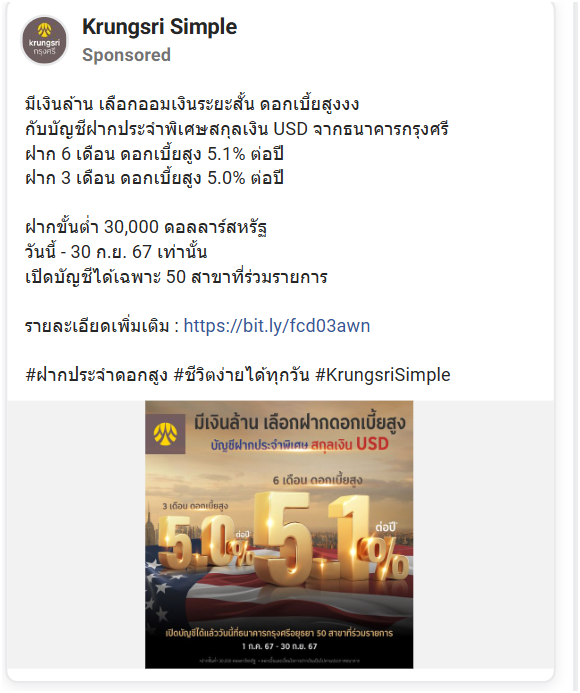 Krungsri Simple
Sponsored
มีเงินล้าน เลือกออมเงินระยะสั้น ดอกเบี้ยสูงงง
กับบัญชีฝากประจำพิเศษสกุลเงิน USD จากธนาคารกรุงศรี
ฝาก 6 เดือน ดอกเบี้ยสูง 5.1% ต่อปี
ฝาก 3 เดือน ดอกเบี้ยสูง 5.0% ต่อปี
ฝากขั้นต่ำ 30,000 ดอลลาร์สหรัฐ
วันนี้ - 30 ก.ย. 67 เท่านั้น
เปิดบัญชีได้เฉพาะ 50 สาขาที่ร่วมรายการ
รายละเอียดเพิ่มเติม : https://bit.ly/fcd03awn
#ฝากประจำดอกสูง #ชีวิตง่ายได้ทุกวัน #KrungsriSimple
krungsri
กรุงศรี
มีเงินล้าน เลือกฝากดอกเบี้ยสูง
บัญชีฝากประจำพิเศษ สกุลเงิน USD
6 เดือน ดอกเบี้ยสูง
5.1% ต่อปี
3 เดือน ดอกเบี้ยสูง
5.0% ต่อปี
เปิดบัญชีได้แล้ววันนี้ที่ธนาคารกรุงศรีอยุธยา 50 สาขาที่ร่วมรายการ
1 ก.ค. 67 - 30 ก.ย. 67